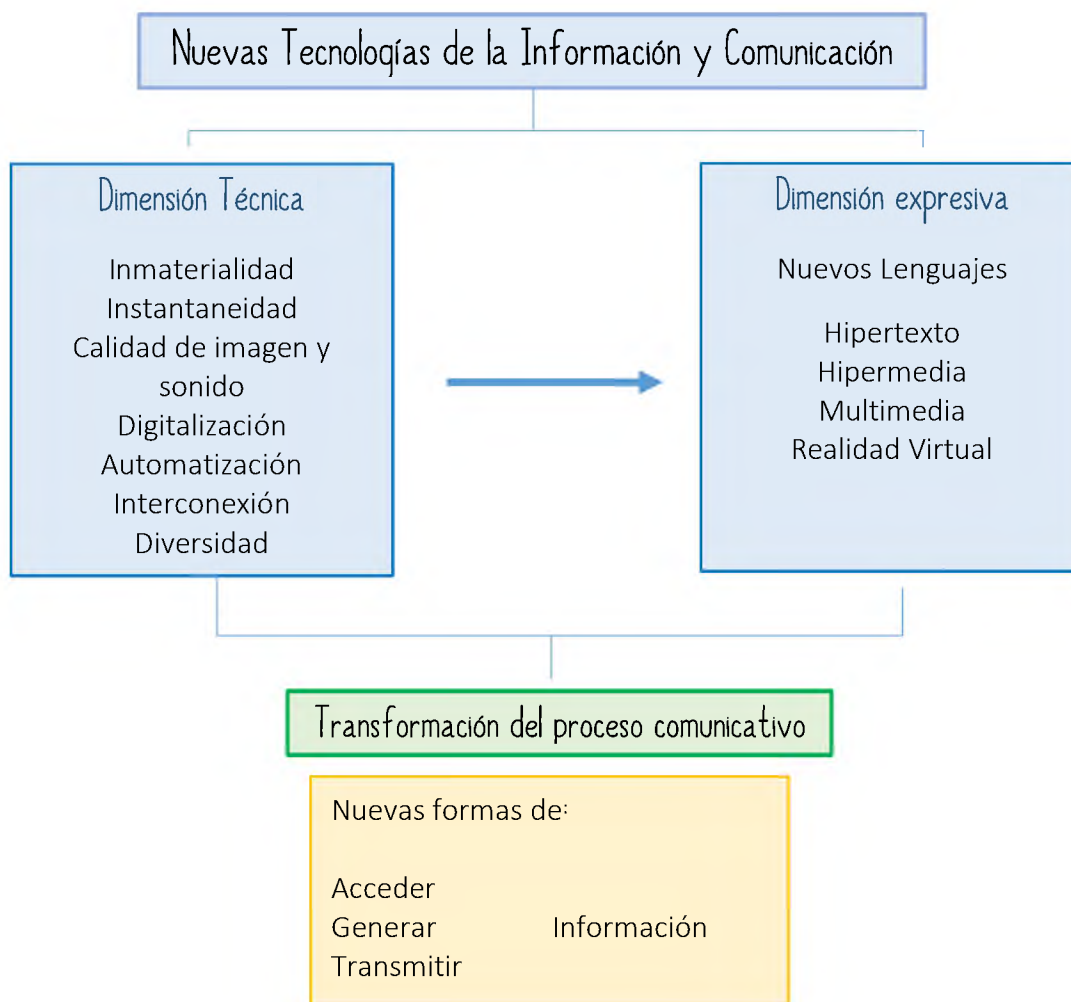 Nuevas Tecnologías de la Información y Comunicación
Dimensión Técnica
Inmaterialidad
Instantaneidad
Calidad de imagen y
sonido
Digitalización
Automatización
Interconexión
Diversidad
Dimensión expresiva
Nuevos Lenguajes
Hipertexto
Hipermedia
Multimedia
Realidad Virtual
Transformación del proceso comunicativo
Nuevas formas de:
Acceder
Generar Información
Transmitir